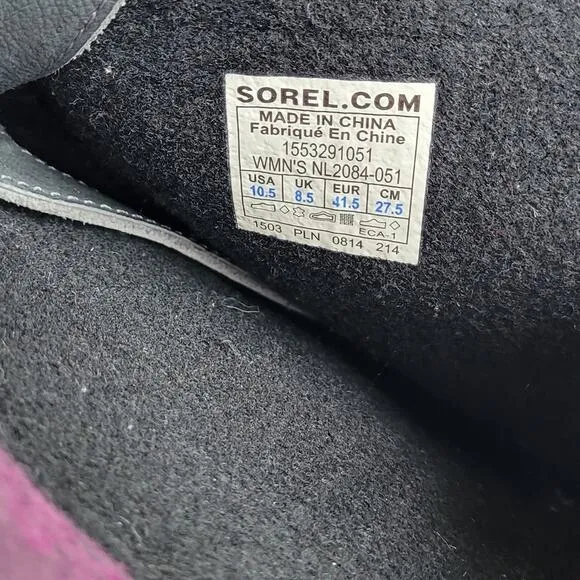 SOREL.COM
MADE IN CHINA
Fabriqué En Chine
1553291051
WMN'S NL2084-051
USA UK EUR CM
10.5 8.5 41.5 27.5
ECA-1
1503 PLN 0814 214